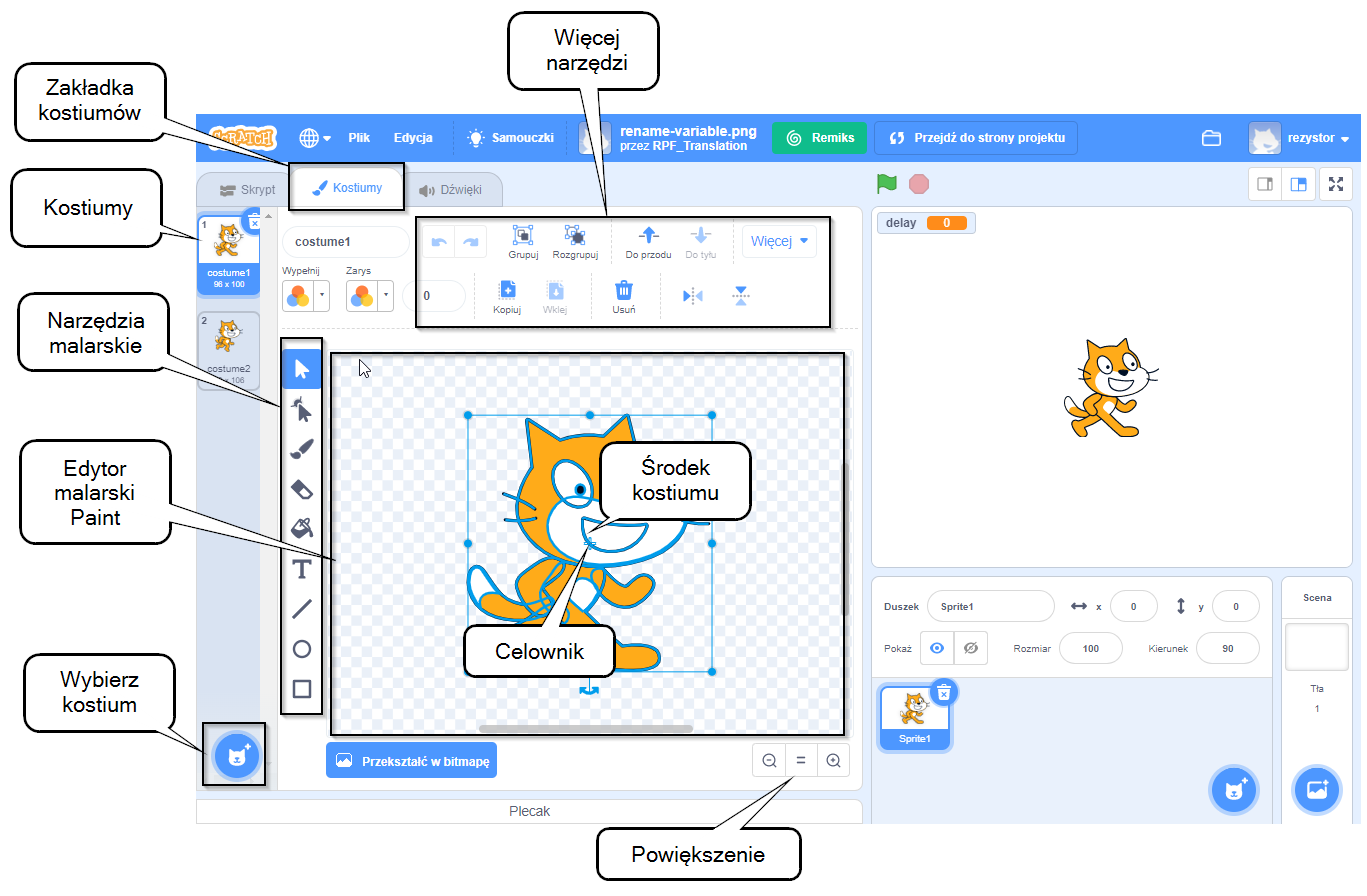 Więcej
narzędzi
Zakładka
kostiumów
SCRATCH
Plik
Edycja
Samouczki
rename-variable.png
przez RPF_Translation
Remiks
Przejdź do strony projektu
rezystor
Kostiumy
Skrypt
Kostiumy
Dźwięki
delay 0
1
costume1
96 x 100
2
costume2
106
costume1
Wypełnij
Zarys
0
Grupuj
Rozgrupuj
Do przodu
Do tyłu
Więcej
Kopiuj
Wklej
Usuń
Narzędzia
malarskie
T
Edytor
malarski
Paint
Środek
kostiumu
Celownik
Wybierz
kostium
Przekształć w bitmapę
=
Plecak
Powiększenie
Duszek
Sprite1
x
0
y
0
Pokaż
Rozmiar
100
Kierunek
90
Sprite1
Scena
Tła
1